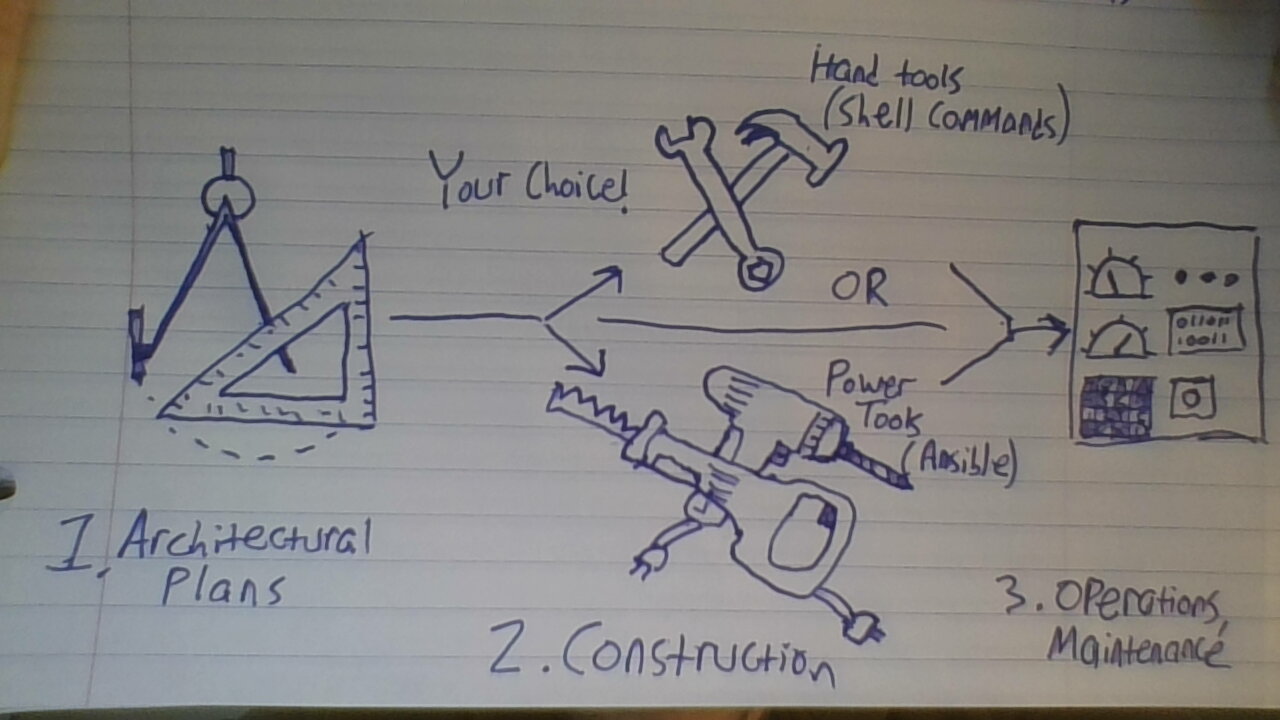 Hand tools
(Shell Commands)
Your Choice!
OR
01101
10011
Power
Tools
(Ansible)
1. Architectural
Plans
2. Construction
3. Operations,
Maintenance